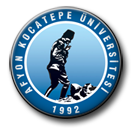 AFYON KOCATEPE ÜNİVERSİTESİ
1992